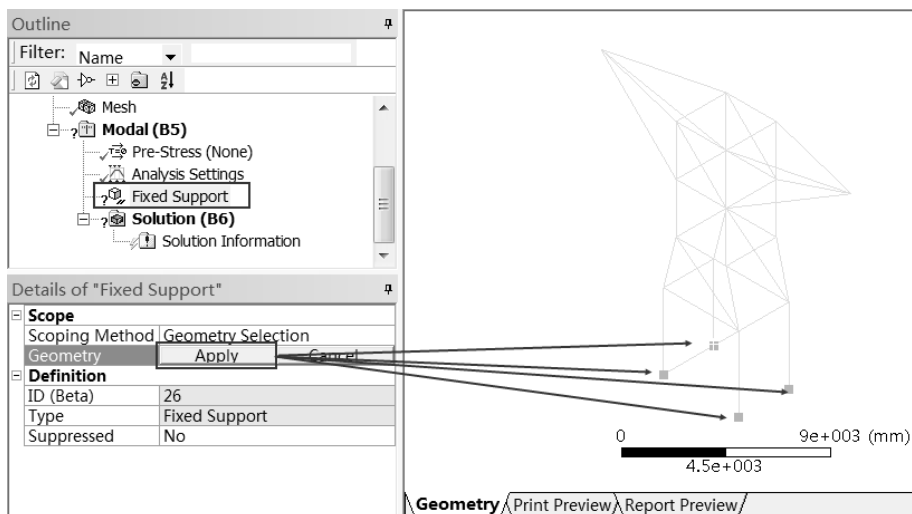 Outline
Filter: Name
Mesh
Modal (B5)
Pre-Stress (None)
Analysis Settings
Fixed Support
Solution (B6)
Solution Information
Details of "Fixed Support"
Scope
Scoping Method Geometry Selection
Geometry Apply Cancel
Definition
ID (Beta) 26
Type Fixed Support
Suppressed No
0 9e+003 (mm)
4.5e+003
Geometry Print Preview Report Preview